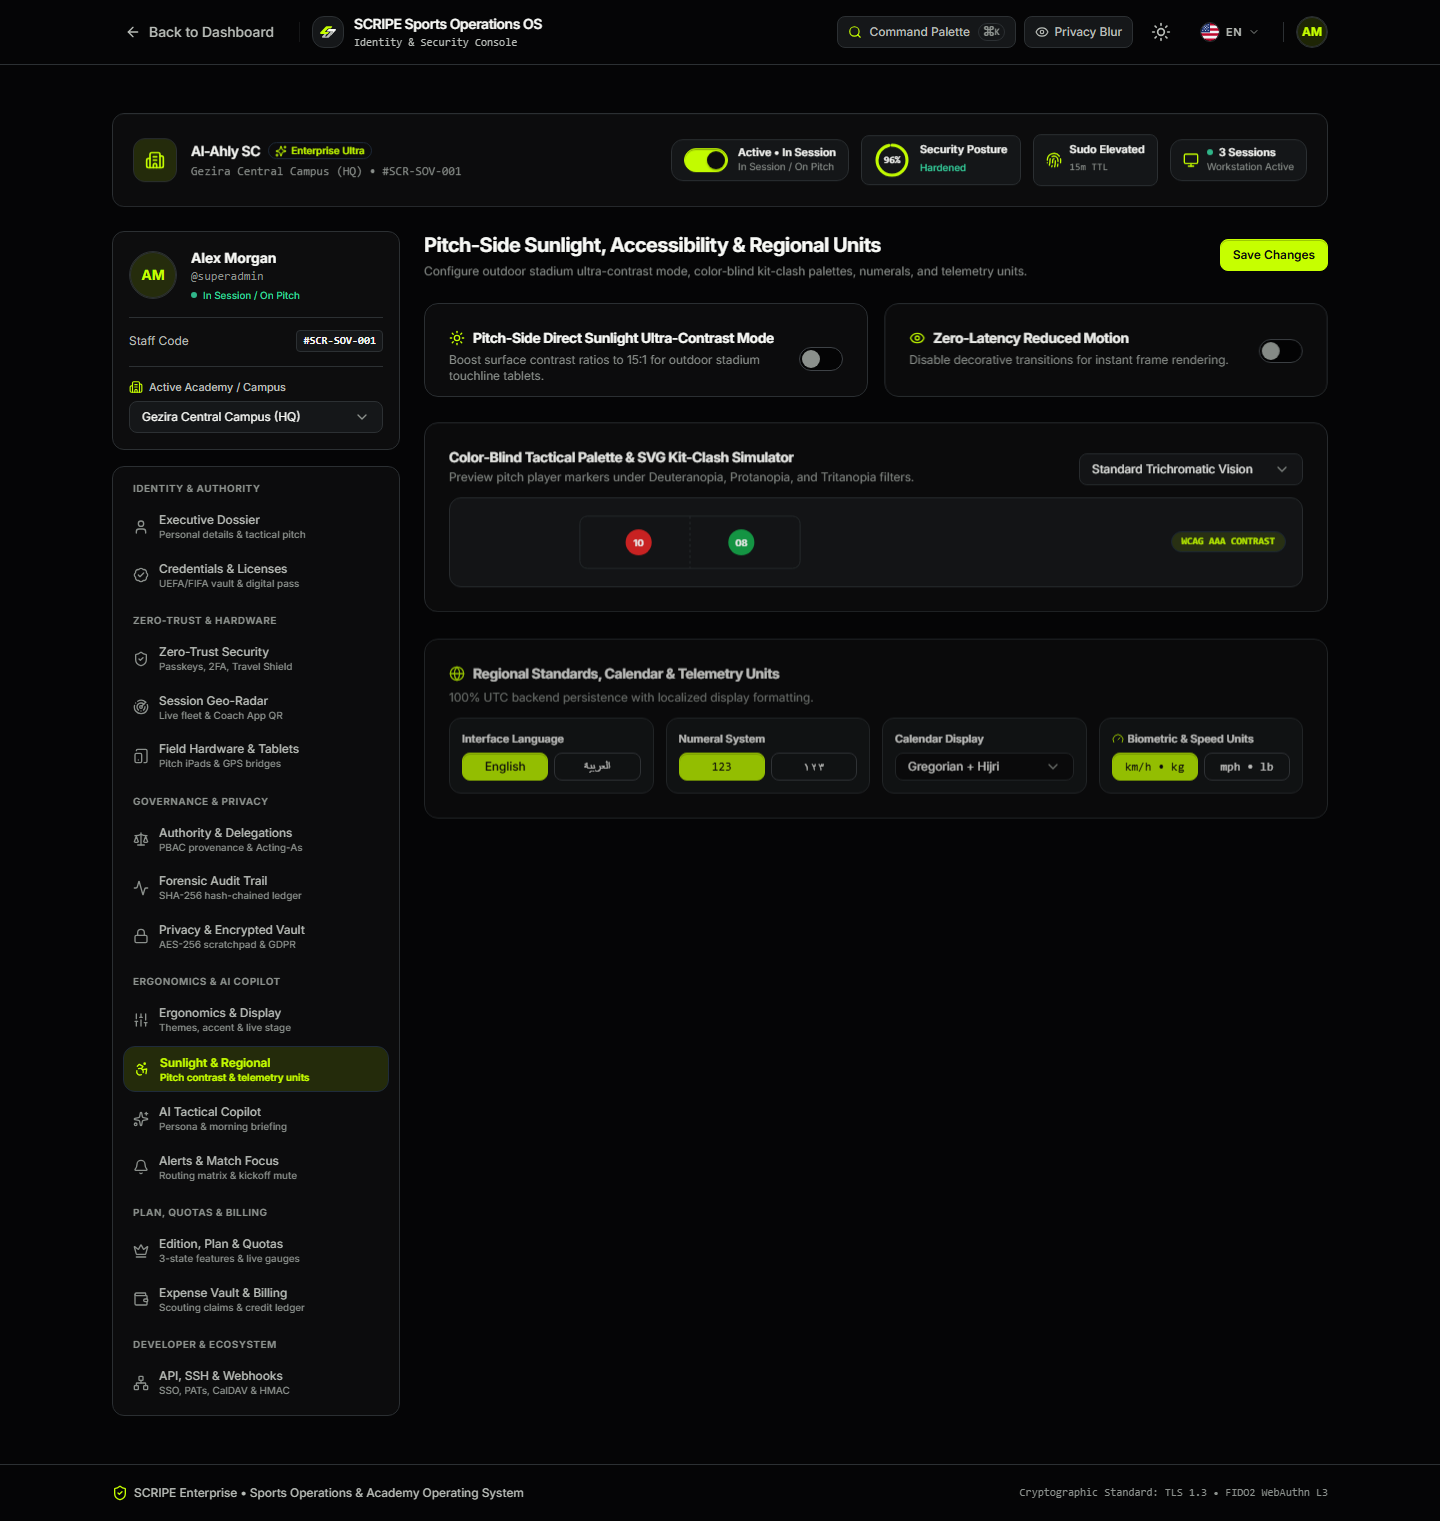 Back to Dashboard
SCRIPE Sports Operations OS
Identity & Security Console
Command Palette ⌘K
Privacy Blur
EN
AM
Al-Ahly SC
Enterprise Ultra
Gezira Central Campus (HQ) • #SCR-SOV-001
Active • In Session
In Session / On Pitch
96%
Security Posture
Hardened
Sudo Elevated
15m TTL
3 Sessions
Workstation Active
AM
Alex Morgan
@superadmin
In Session / On Pitch
Staff Code
#SCR-SOV-001
Active Academy / Campus
Gezira Central Campus (HQ)
IDENTITY & AUTHORITY
Executive Dossier
Personal details & tactical pitch
Credentials & Licenses
UEFA/FIFA vault & digital pass
ZERO-TRUST & HARDWARE
Zero-Trust Security
Passkeys, 2FA, Travel Shield
Session Geo-Radar
Live fleet & Coach App QR
Field Hardware & Tablets
Pitch iPads & GPS bridges
GOVERNANCE & PRIVACY
Authority & Delegations
PBAC provenance & Acting-As
Forensic Audit Trail
SHA-256 hash-chained ledger
Privacy & Encrypted Vault
AES-256 scratchpad & GDPR
ERGONOMICS & AI COPILOT
Ergonomics & Display
Themes, accent & live stage
Sunlight & Regional
Pitch contrast & telemetry units
AI Tactical Copilot
Persona & morning briefing
Alerts & Match Focus
Routing matrix & kickoff mute
PLAN, QUOTAS & BILLING
Edition, Plan & Quotas
3-state features & live gauges
Expense Vault & Billing
Scouting claims & credit ledger
DEVELOPER & ECOSYSTEM
API, SSH & Webhooks
SSO, PATs, CalDAV & HMAC
Pitch-Side Sunlight, Accessibility & Regional Units
Configure outdoor stadium ultra-contrast mode, color-blind kit-clash palettes, numerals, and telemetry units.
Save Changes
Pitch-Side Direct Sunlight Ultra-Contrast Mode
Boost surface contrast ratios to 15:1 for outdoor stadium
touchline tablets.
Zero-Latency Reduced Motion
Disable decorative transitions for instant frame rendering.
Color-Blind Tactical Palette & SVG Kit-Clash Simulator
Preview pitch player markers under Deuteranopia, Protanopia, and Tritanopia filters.
Standard Trichromatic Vision
10
08
WCAG AAA CONTRAST
Regional Standards, Calendar & Telemetry Units
100% UTC backend persistence with localized display formatting.
Interface Language
English
العربية
Numeral System
123
١٢٣
Calendar Display
Gregorian + Hijri
Biometric & Speed Units
km/h • kg
mph • lb
SCRIPE Enterprise • Sports Operations & Academy Operating System
Cryptographic Standard: TLS 1.3 • FIDO2 WebAuthn L3